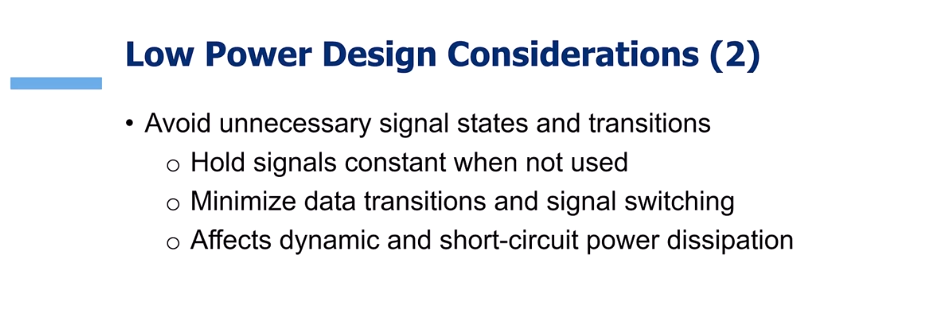 Low Power Design Considerations (2)
• Avoid unnecessary signal states and transitions
o Hold signals constant when not used
o Minimize data transitions and signal switching
o Affects dynamic and short-circuit power dissipation